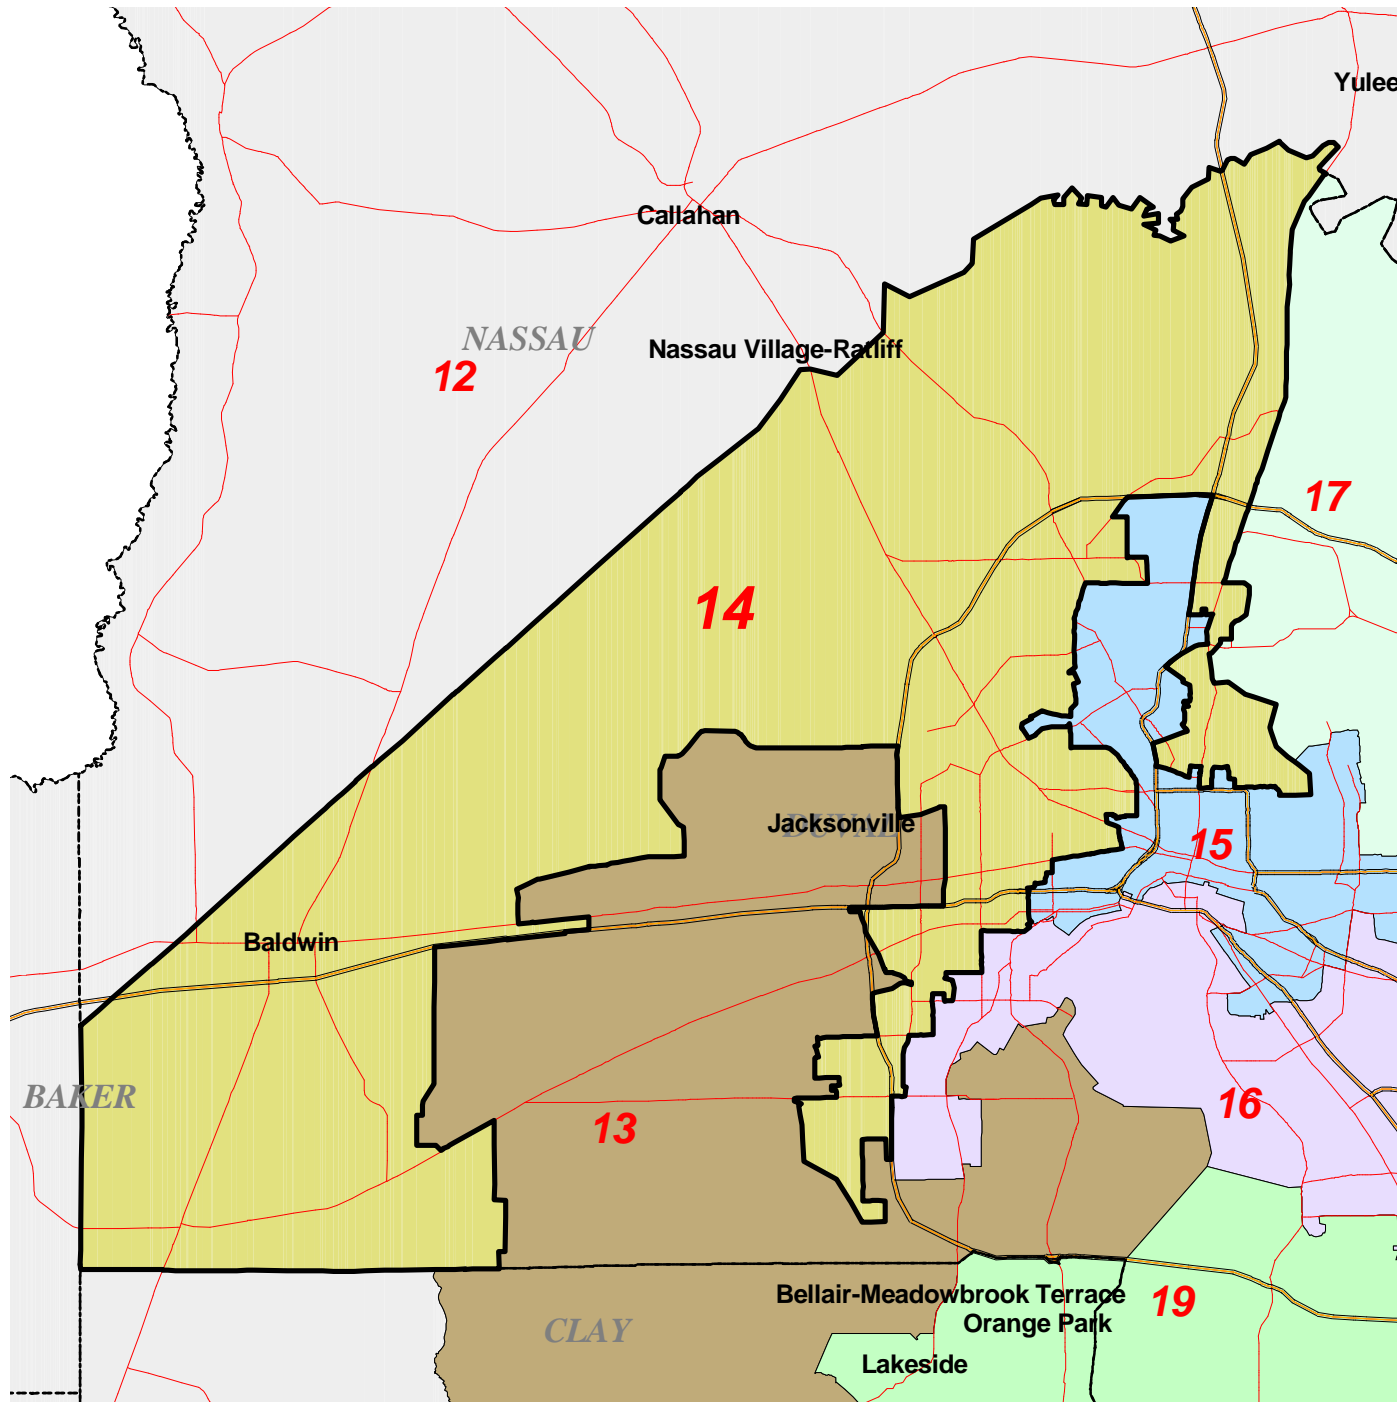 Yulee
Callahan
NASSAU
Nassau Village-Ratliff
12
17
14
DUVAL
Jacksonville
15
Baldwin
BAKER
16
13
Bellair-Meadowbrook Terrace
19
Orange Park
CLAY
Lakeside